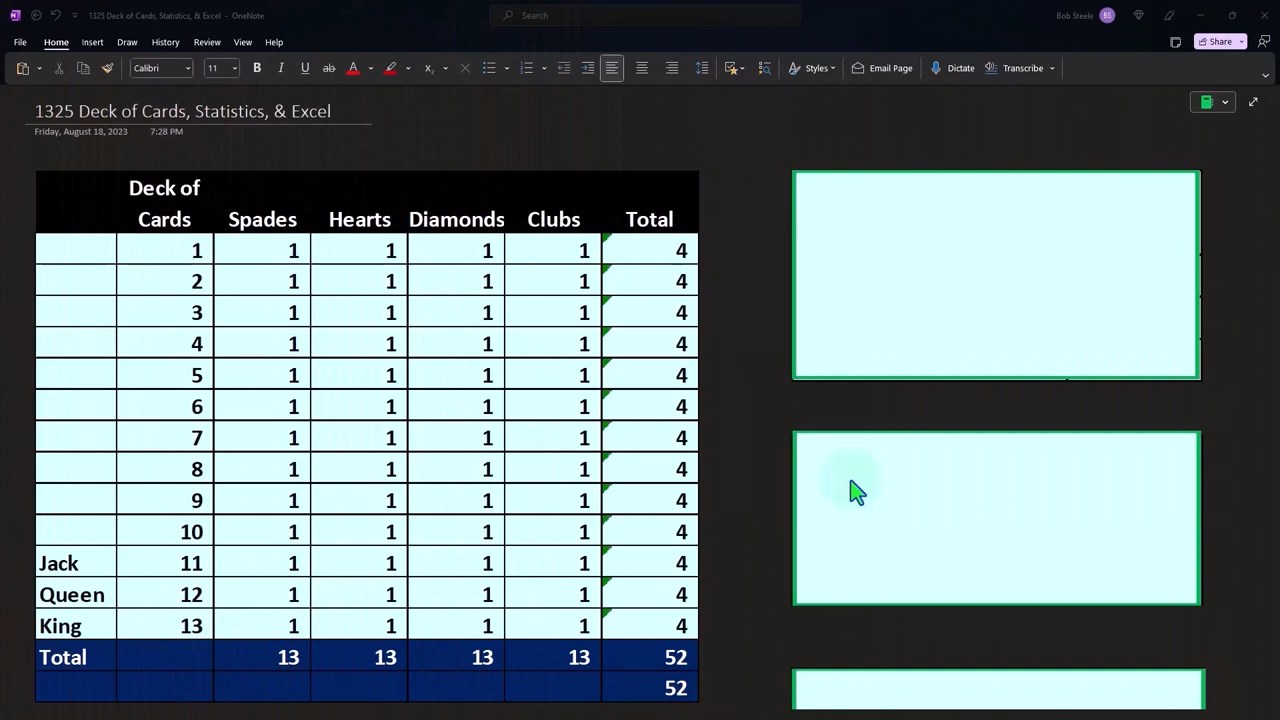 1325 Deck of Cards, Statistics, & Excel - OneNote
Search
Bob Steele BS
File Home Insert Draw History Review View Help
Share
Calibri 11 B I U ab A x Styles Email Page Dictate Transcribe
1325 Deck of Cards, Statistics, & Excel
Friday, August 18, 2023 7:28 PM
Deck of
Cards Spades Hearts Diamonds Clubs Total
1 1 1 1 1 4
2 1 1 1 1 4
3 1 1 1 1 4
4 1 1 1 1 4
5 1 1 1 1 4
6 1 1 1 1 4
7 1 1 1 1 4
8 1 1 1 1 4
9 1 1 1 1 4
10 1 1 1 1 4
Jack 11 1 1 1 1 4
Queen 12 1 1 1 1 4
King 13 1 1 1 1 4
Total 13 13 13 13 52
52